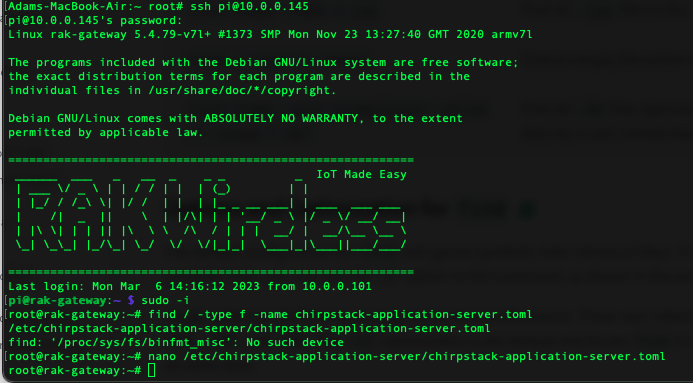 [Adams-MacBook-Air:~ root# ssh pi@10.0.0.145
[pi@10.0.0.145's password:
Linux rak-gateway 5.4.79-v7l+ #1373 SMP Mon Nov 23 13:27:40 GMT 2020 armv7l
The programs included with the Debian GNU/Linux system are free software;
the exact distribution terms for each program are described in the
individual files in /usr/share/doc/*/copyright.
Debian GNU/Linux comes with ABSOLUTELY NO WARRANTY, to the extent
permitted by applicable law.
IoT Made Easy
RAKWireless
Last login: Mon Mar  6 14:16:12 2023 from 10.0.0.101
[pi@rak-gateway:~ $ sudo -i
[root@rak-gateway:~# find / -type f -name chirpstack-application-server.toml
/etc/chirpstack-application-server/chirpstack-application-server.toml
find: '/proc/sys/fs/binfmt_misc': No such device
[root@rak-gateway:~# nano /etc/chirpstack-application-server/chirpstack-application-server.toml
root@rak-gateway:~#